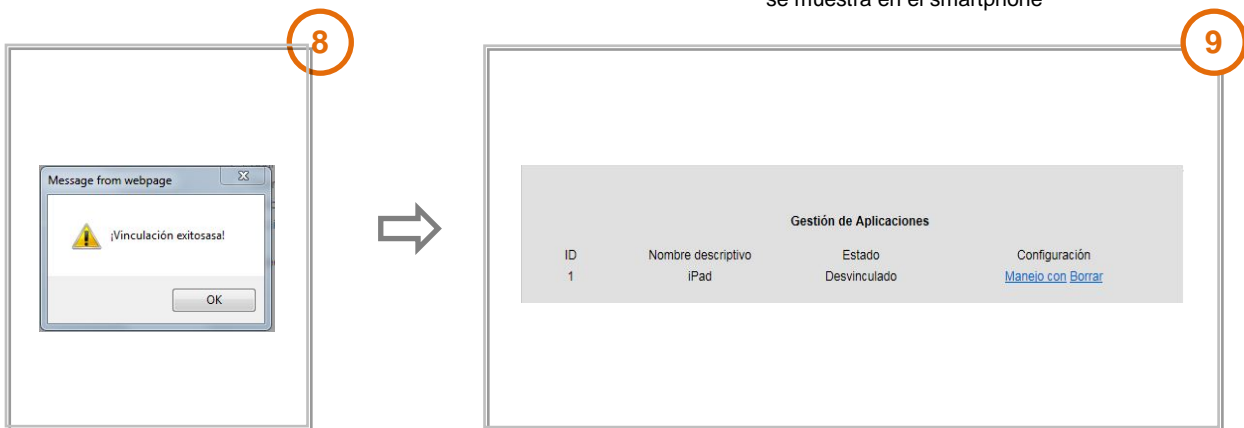 se muestra en el smartphone
8
9
Message from webpage
¡Vinculación exitosasa!
OK
Gestión de Aplicaciones
ID Nombre descriptivo Estado Configuración
1 iPad Desvinculado Manejo con Borrar